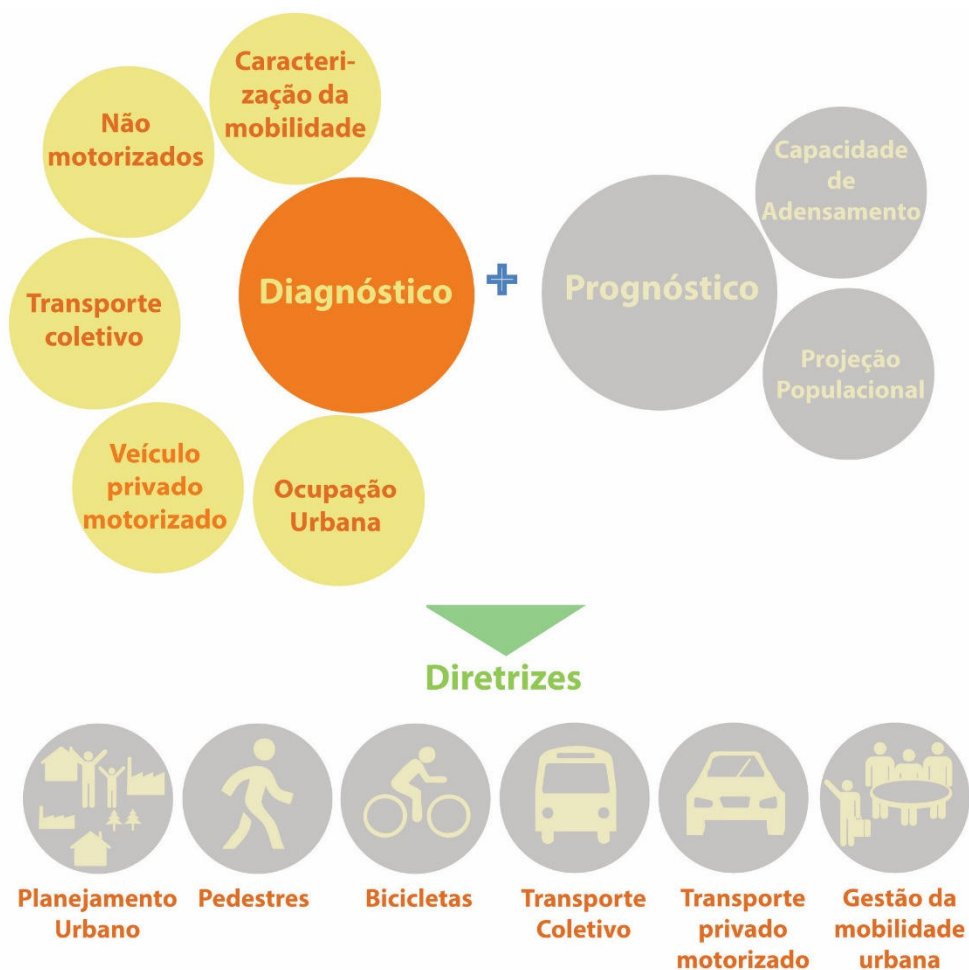 Caracteri-
zação da
mobilidade
Não
motorizados
Transporte
coletivo
Veículo
privado
motorizado
Ocupação
Urbana
Diagnóstico
+
Prognóstico
Capacidade
de
Adensamento
Projeção
Populacional
Diretrizes
Planejamento
Urbano
Pedestres
Bicicletas
Transporte
Coletivo
Transporte
privado
motorizado
Gestão da
mobilidade
urbana